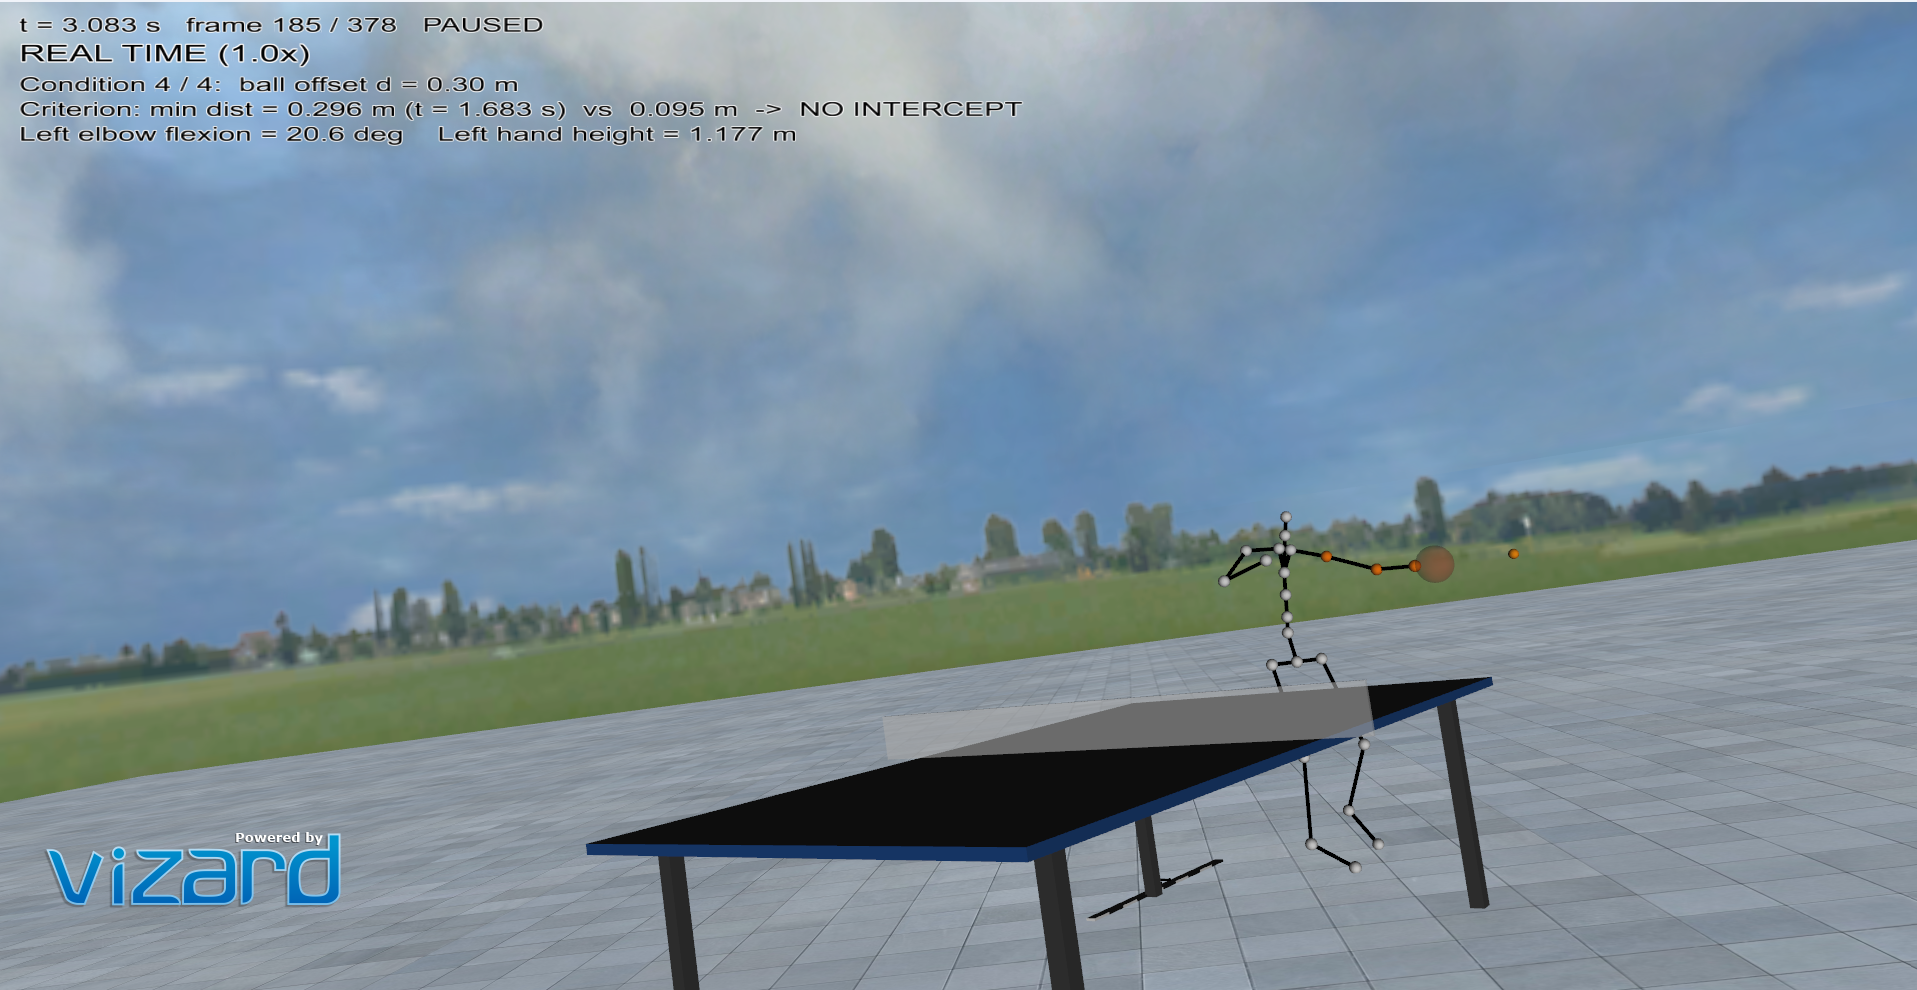 t = 3.083 s   frame 185 / 378   PAUSED
REAL TIME (1.0x)
Condition 4 / 4:  ball offset d = 0.30 m
Criterion: min dist = 0.296 m (t = 1.683 s)  vs  0.095 m  ->  NO INTERCEPT
Left elbow flexion = 20.6 deg    Left hand height = 1.177 m
Powered by
vizard